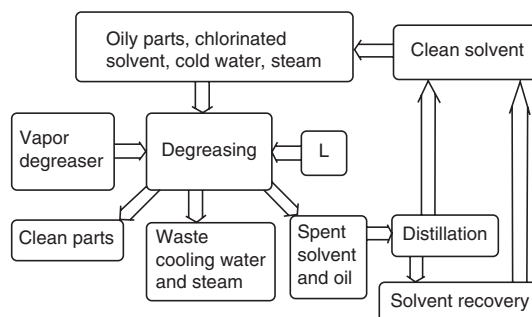 Oily parts, chlorinated
solvent, cold water, steam
Clean solvent
Vapor
degreaser
Degreasing
L
Clean parts
Waste
cooling water
and steam
Spent
solvent
and oil
Distillation
Solvent recovery